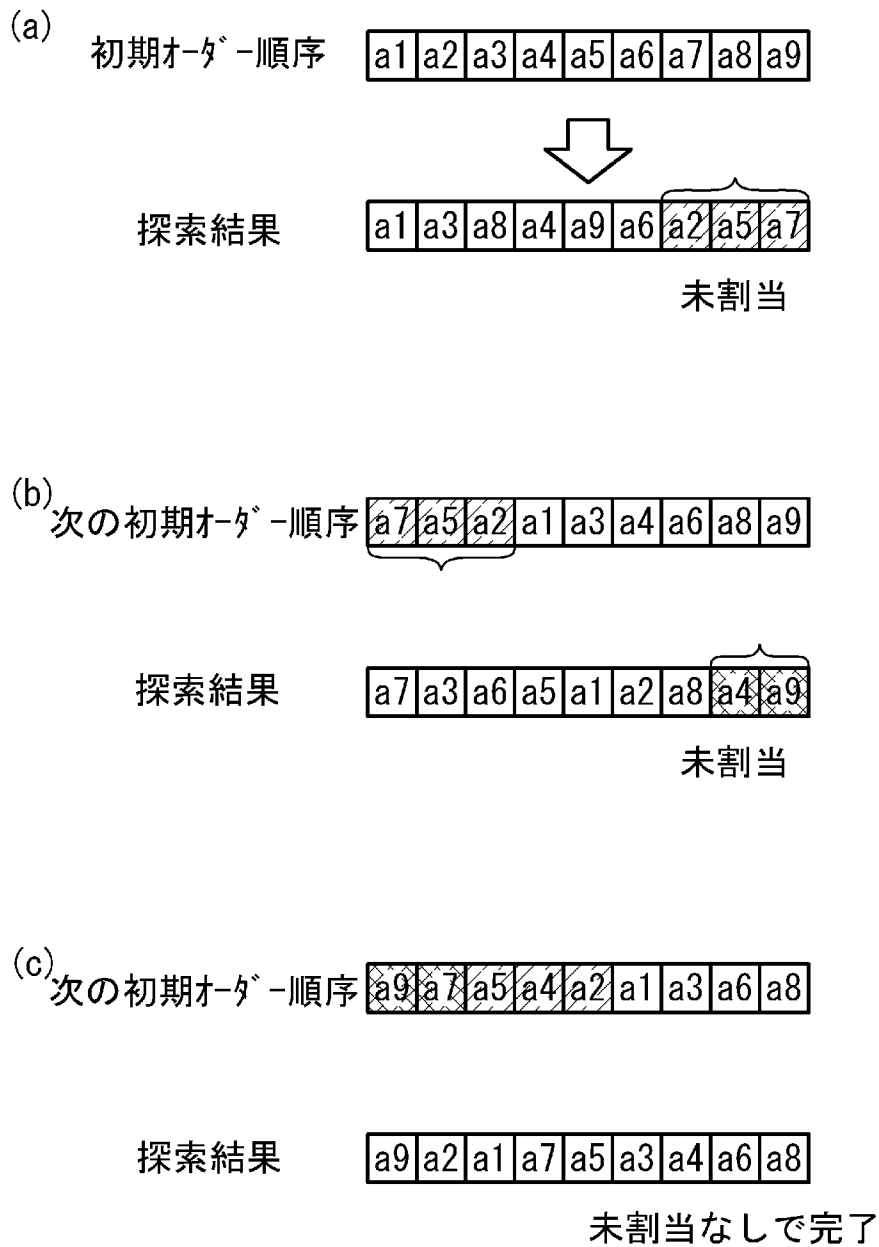 (a)
初期ｵｰﾀﾞｰ順序 a1 a2 a3 a4 a5 a6 a7 a8 a9
探索結果 a1 a3 a8 a4 a9 a6 a2 a5 a7
未割当
(b)
次の初期ｵｰﾀﾞｰ順序 a7 a5 a2 a1 a3 a4 a6 a8 a9
探索結果 a7 a3 a6 a5 a1 a2 a8 a4 a9
未割当
(c)
次の初期ｵｰﾀﾞｰ順序 a9 a7 a5 a4 a2 a1 a3 a6 a8
探索結果 a9 a2 a1 a7 a5 a3 a4 a6 a8
未割当なしで完了